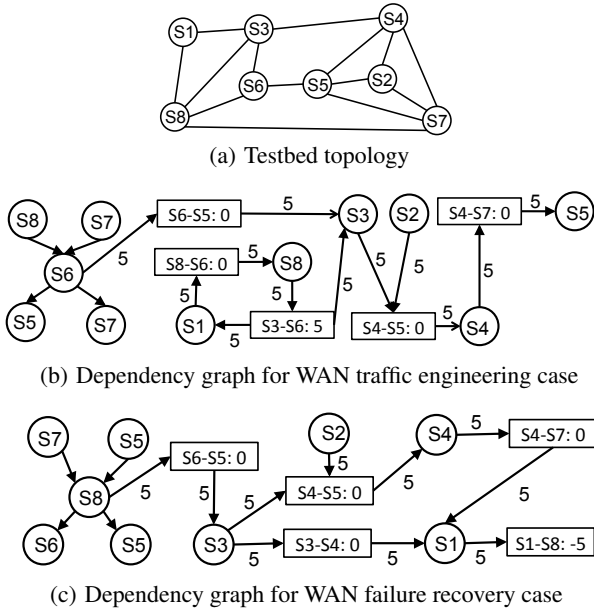 S1
S3
S4
S6
S5
S2
S8
S7
(a) Testbed topology
S8
S7
S6-S5: 0
5
S3
S2
S4-S7: 0
5
S5
S6
5
S8-S6: 0
5
S8
5
5
5
5
5
5
S5
S7
S1
5
S3-S6: 5
S4-S5: 0
5
S4
(b) Dependency graph for WAN traffic engineering case
S7
S5
S6-S5: 0
S2
S4
5
S4-S7: 0
S8
5
5
5
S4-S5: 0
5
5
5
S6
S5
S3
5
S3-S4: 0
5
S1
5
S1-S8: -5
(c) Dependency graph for WAN failure recovery case